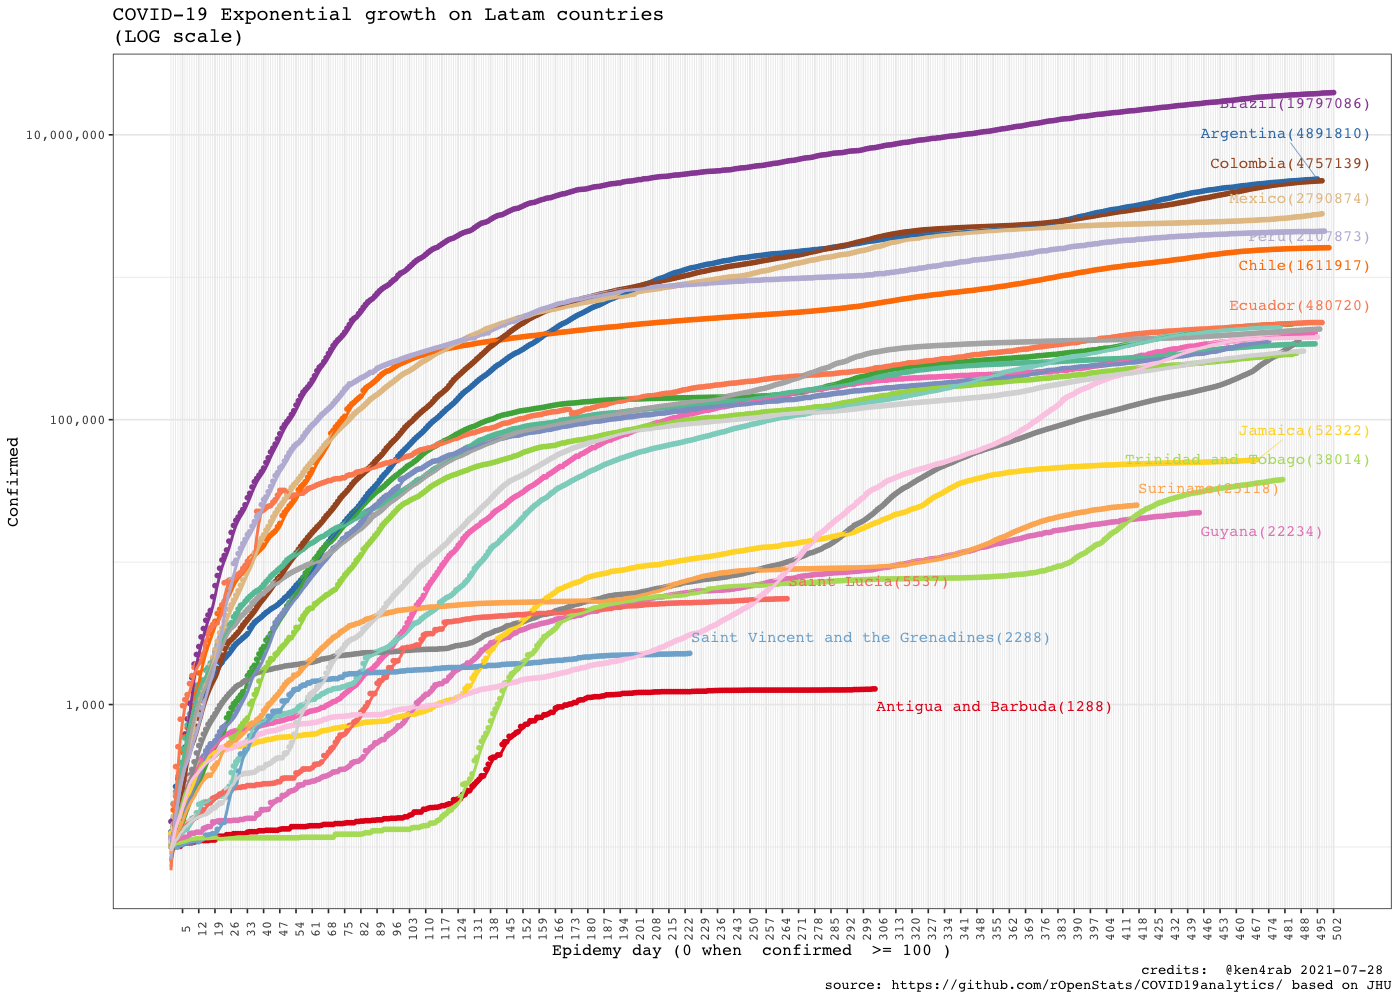 COVID-19 Exponential growth on Latam countries
(LOG scale)
Confirmed
10,000,000
100,000
1,000
Brazil(19797086)
Argentina(4891810)
Colombia(4757139)
Mexico(2790874)
Peru(2107873)
Chile(1611917)
Ecuador(480720)
Jamaica(52322)
Trinidad and Tobago(38014)
Suriname(25118)
Guyana(22234)
Saint Lucia(5537)
Saint Vincent and the Grenadines(2288)
Antigua and Barbuda(1288)
5 12 19 26 33 40 47 54 61 68 75 82 89 96 103 110 117 124 131 138 145 152 159 166 173 180 187 194 201 208 215 222 229 236 243 250 257 264 271 278 285 292 299 306 313 320 327 334 341 348 355 362 369 376 383 390 397 404 411 418 425 432 439 446 453 460 467 474 481 488 495 502
Epidemy day (0 when  confirmed  >= 100 )
credits:  @ken4rab 2021-07-28
source: https://github.com/rOpenStats/COVID19analytics/ based on JHU